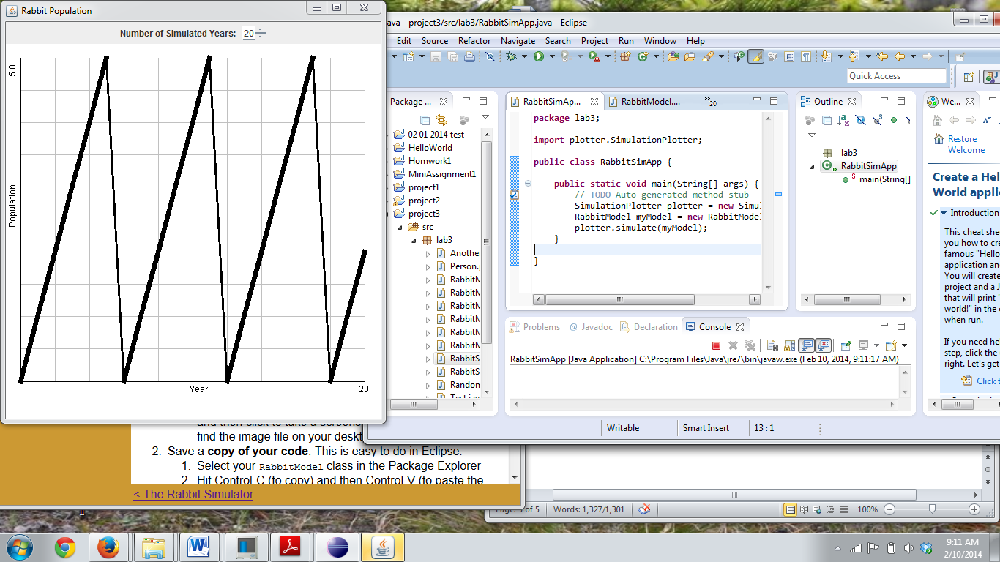 Rabbit Population
Number of Simulated Years: 20
5.0
Population
Year
20
ava - project3/src/lab3/RabbitSimApp.java - Eclipse
Edit Source Refactor Navigate Search Project Run Window Help
Quick Access
Package ...
02 01 2014 test
HelloWorld
Homwork1
MiniAssignment1
project1
project2
project3
src
lab3
Anothe
Person.j
RabbitM
RabbitM
RabbitM
RabbitM
RabbitM
RabbitM
RabbitS
RabbitS
Random
Test.jav
RabbitSimAp...
RabbitModel....
»20
package lab3;
import plotter.SimulationPlotter;
public class RabbitSimApp {
public static void main(String[] args) {
// TODO Auto-generated method stub
SimulationPlotter plotter = new Simul
RabbitModel myModel = new RabbitModel
plotter.simulate(myModel);
}
}
Outline
lab3
RabbitSimApp
main(String[]
We...
Restore
Welcome
Create a Hel
World applic
Introduction
This cheat she
you how to cre
famous "Hello
application and
You will create
project and a J
that will print "
world!" in the c
when run.
If you need he
step, click the
right. Let's get
Click t
Problems @ Javadoc Declaration Console
RabbitSimApp [Java Application] C:\Program Files\Java\jre7\bin\javaw.exe (Feb 10, 2014, 9:11:17 AM)
Writable Smart Insert 13 : 1
and then click to take a screens
find the image file on your deskt
2. Save a copy of your code. This is easy to do in Eclipse.
1. Select your RabbitModel class in the Package Explorer
2. Hit Control-C (to copy) and then Control-V (to paste the
< The Rabbit Simulator
of 5 Words: 1,327/1,301 100%
9:11 AM
2/10/2014